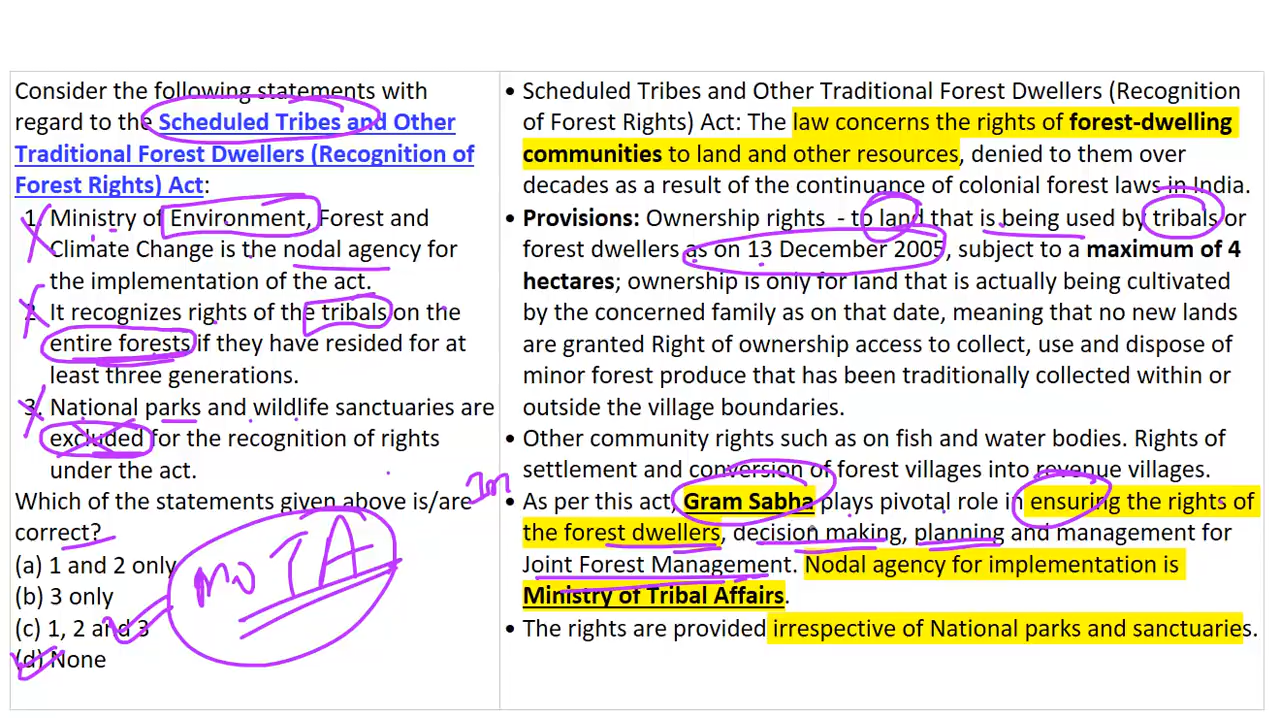 Consider the following statements with
regard to the Scheduled Tribes and Other
Traditional Forest Dwellers (Recognition of
Forest Rights) Act:
1. Ministry of Environment, Forest and
Climate Change is the nodal agency for
the implementation of the act.
2. It recognizes rights of the tribals on the
entire forests if they have resided for at
least three generations.
3. National parks and wildlife sanctuaries are
excluded for the recognition of rights
under the act.
Which of the statements given above is/are
correct?
(a) 1 and 2 only
(b) 3 only
(c) 1, 2 and 3
(d) None
MoTA
Im
• Scheduled Tribes and Other Traditional Forest Dwellers (Recognition
of Forest Rights) Act: The law concerns the rights of forest-dwelling
communities to land and other resources, denied to them over
decades as a result of the continuance of colonial forest laws in India.
• Provisions: Ownership rights - to land that is being used by tribals or
forest dwellers as on 13 December 2005, subject to a maximum of 4
hectares; ownership is only for land that is actually being cultivated
by the concerned family as on that date, meaning that no new lands
are granted Right of ownership access to collect, use and dispose of
minor forest produce that has been traditionally collected within or
outside the village boundaries.
• Other community rights such as on fish and water bodies. Rights of
settlement and conversion of forest villages into revenue villages.
• As per this act, Gram Sabha plays pivotal role in ensuring the rights of
the forest dwellers, decision making, planning and management for
Joint Forest Management. Nodal agency for implementation is
Ministry of Tribal Affairs.
• The rights are provided irrespective of National parks and sanctuaries.